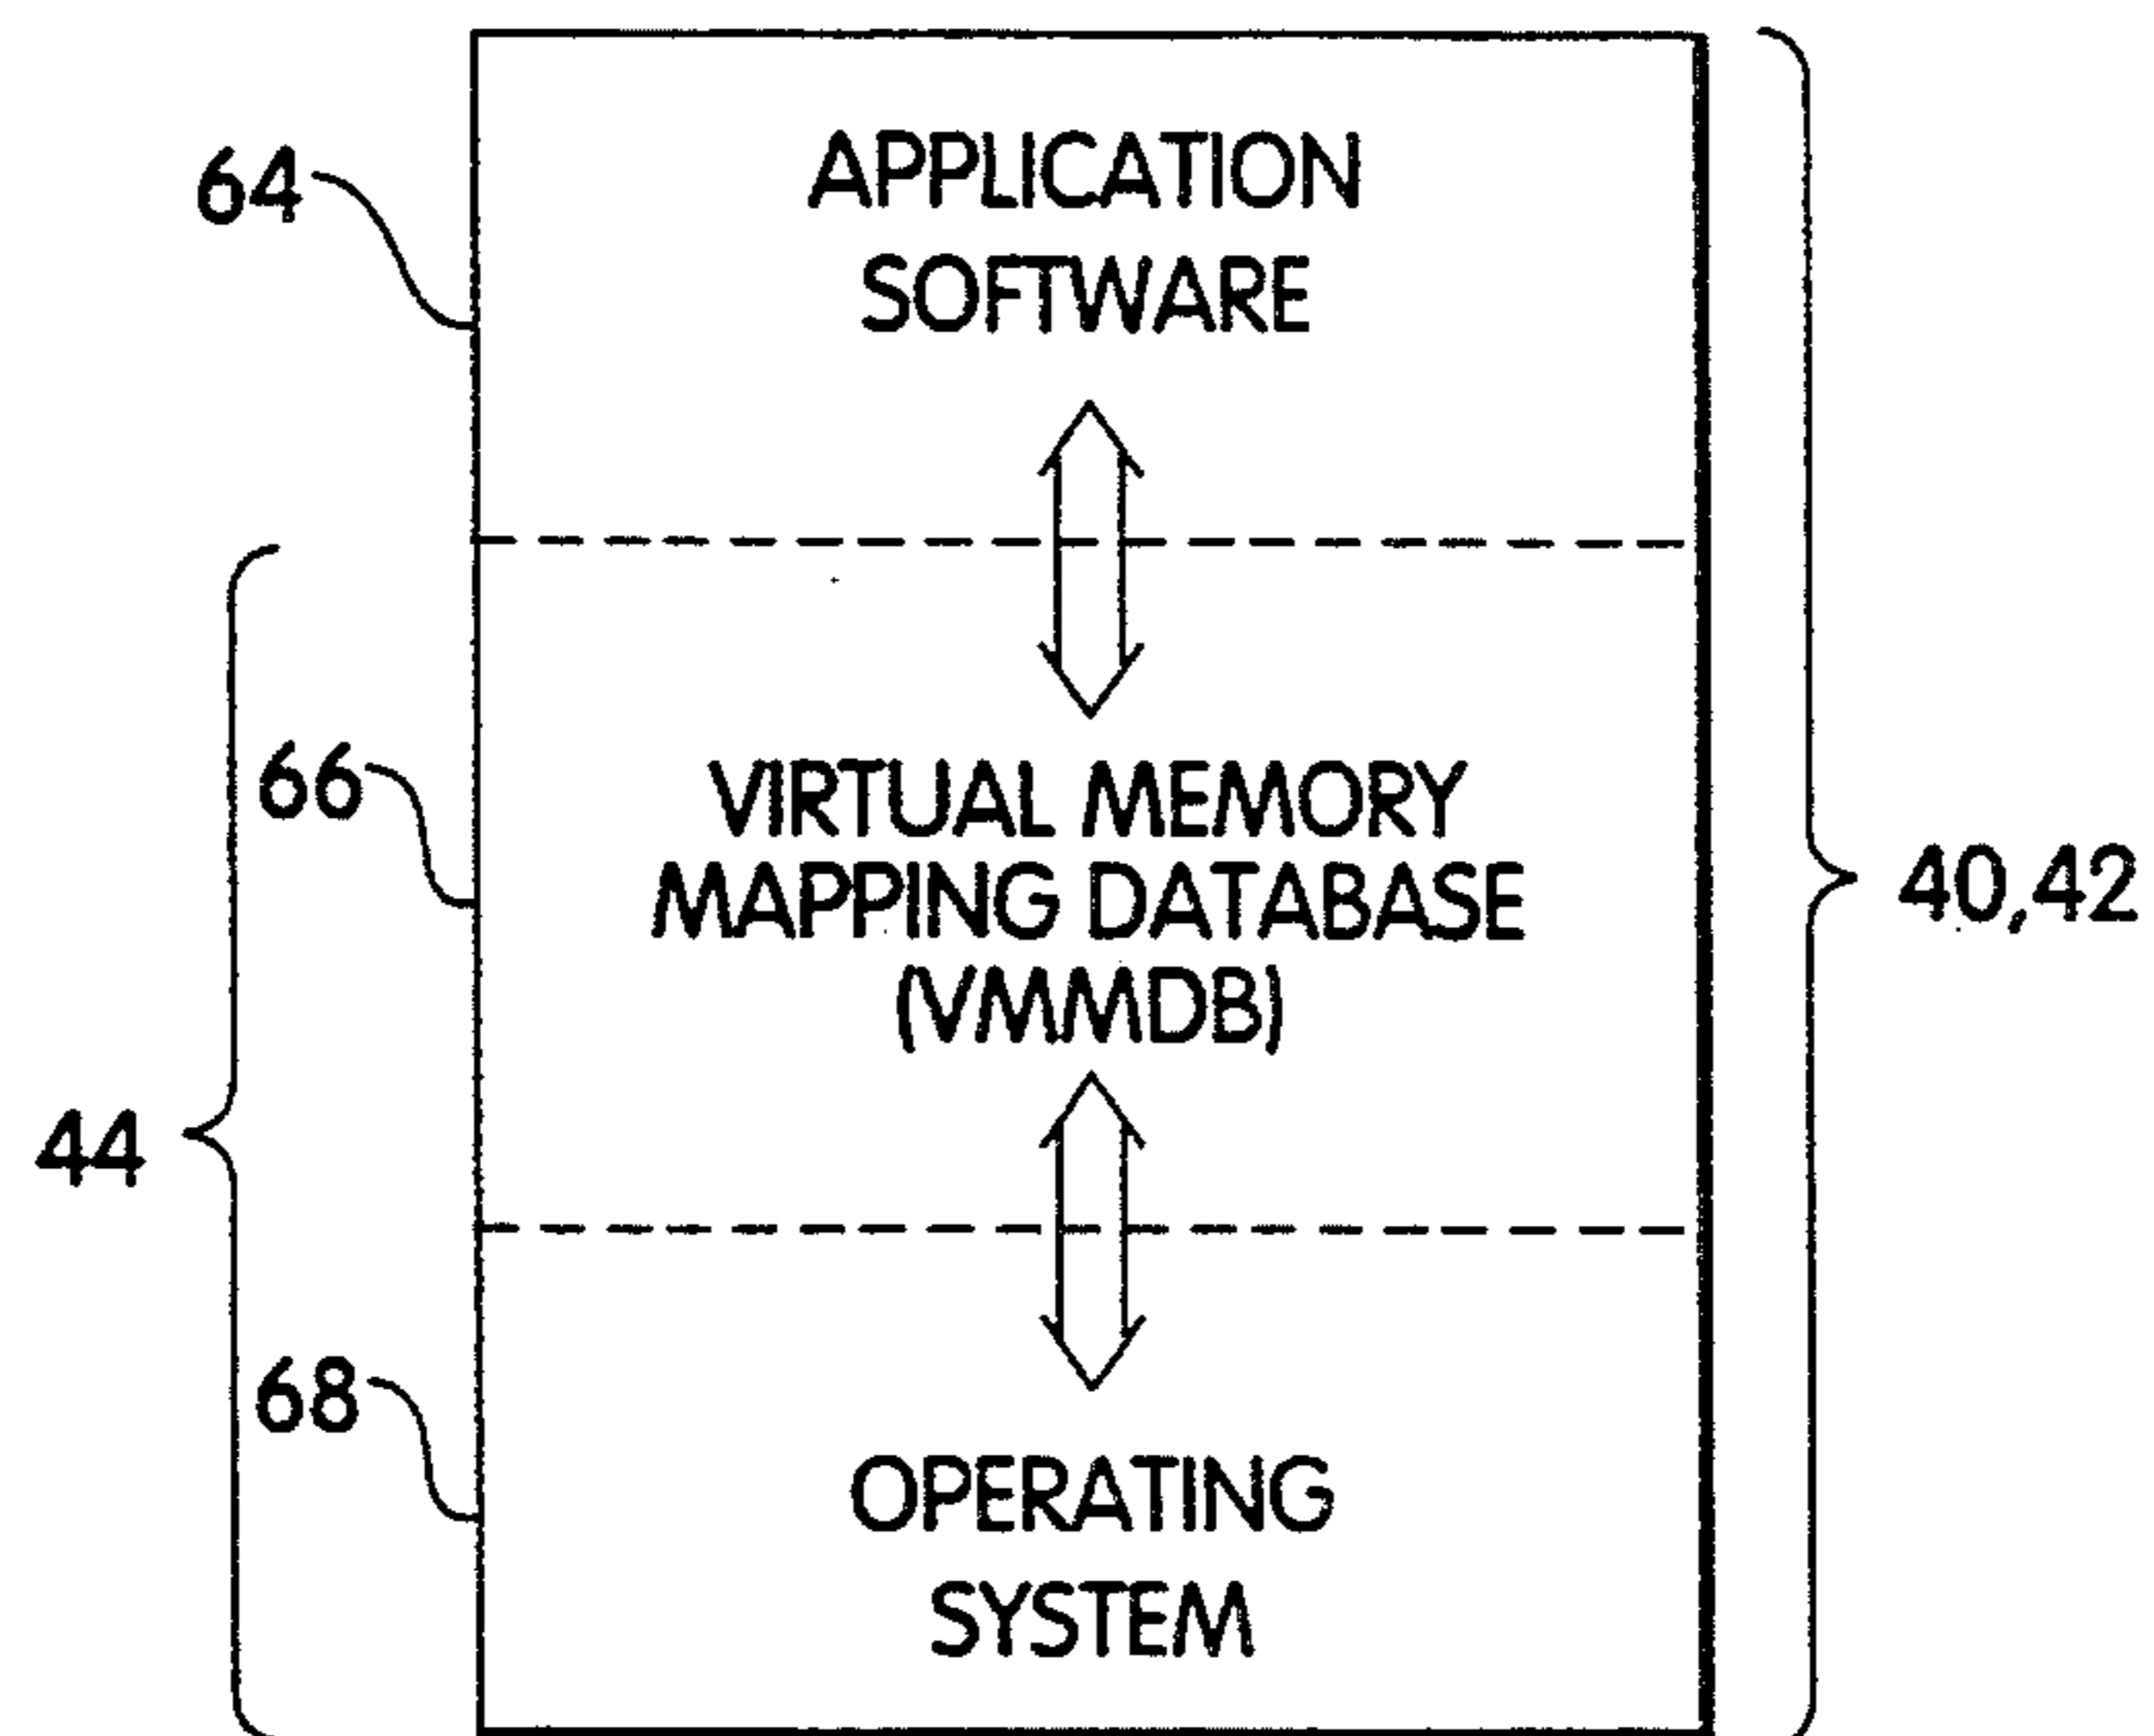 64
APPLICATION
SOFTWARE
66
VIRTUAL MEMORY
MAPPING DATABASE
(VMMDB)
40,42
44
68
OPERATING
SYSTEM